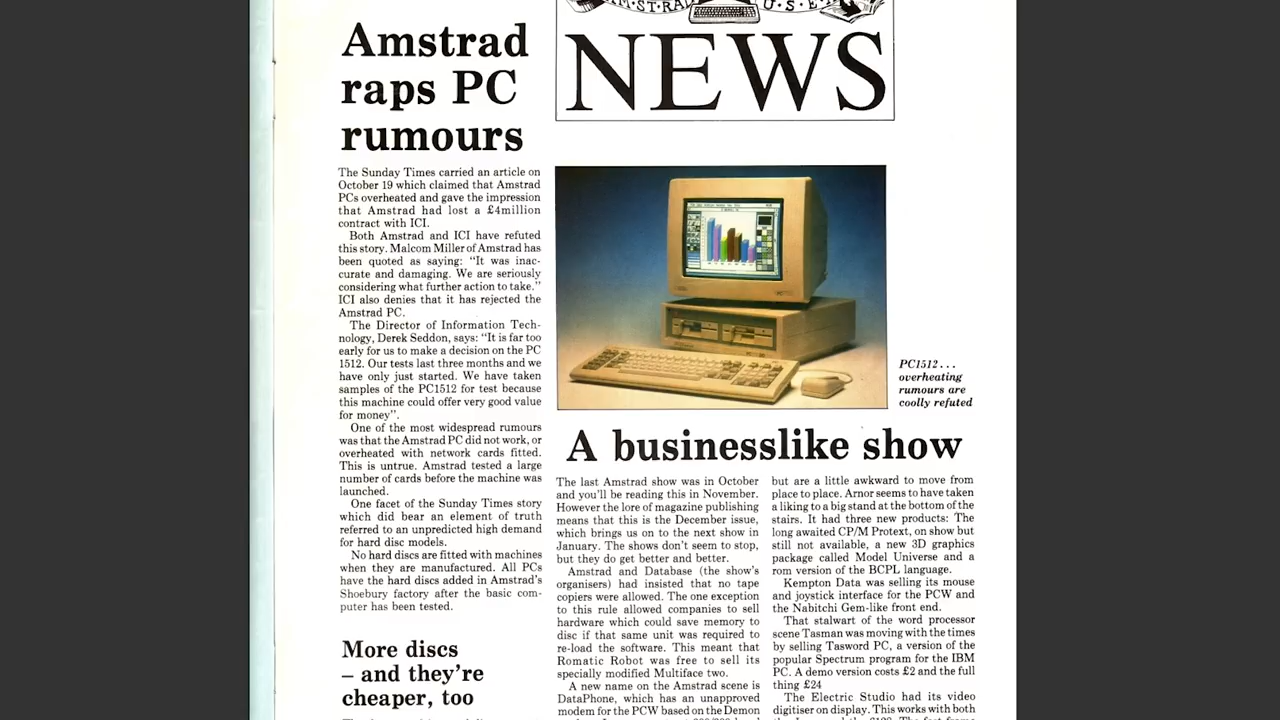 AMSTRAD USER
NEWS
Amstrad
raps PC
rumours
The Sunday Times carried an article on
October 19 which claimed that Amstrad
PCs overheated and gave the impression
that Amstrad had lost a £4million
contract with ICI.
Both Amstrad and ICI have refuted
this story. Malcom Miller of Amstrad has
been quoted as saying: “It was inac-
curate and damaging. We are seriously
considering what further action to take.”
ICI also denies that it has rejected the
Amstrad PC.
The Director of Information Tech-
nology, Derek Seddon, says: “It is far too
early for us to make a decision on the PC
1512. Our tests last three months and we
have only just started. We have taken
samples of the PC1512 for test because
this machine could offer very good value
for money”.
One of the most widespread rumours
was that the Amstrad PC did not work, or
overheated with network cards fitted.
This is untrue. Amstrad tested a large
number of cards before the machine was
launched.
One facet of the Sunday Times story
which did bear an element of truth
referred to an unpredicted high demand
for hard disc models.
No hard discs are fitted with machines
when they are manufactured. All PCs
have the hard discs added in Amstrad's
Shoebury factory after the basic com-
puter has been tested.
More discs
– and they're
cheaper, too
PC1512 . . .
overheating
rumours are
coolly refuted
A businesslike show
The last Amstrad show was in October
and you'll be reading this in November.
However the lore of magazine publishing
means that this is the December issue,
which brings us on to the next show in
January. The shows don't seem to stop,
but they do get better and better.
Amstrad and Database (the show's
organisers) had insisted that no tape
copiers were allowed. The one exception
to this rule allowed companies to sell
hardware which could save memory to
disc if that same unit was required to
re-load the software. This meant that
Romatic Robot was free to sell its
specially modified Multiface two.
A new name on the Amstrad scene is
DataPhone, which has an unapproved
modem for the PCW based on the Demon
but are a little awkward to move from
place to place. Arnor seems to have taken
a liking to a big stand at the bottom of the
stairs. It had three new products: The
long awaited CP/M Protext, on show but
still not available, a new 3D graphics
package called Model Universe and a
rom version of the BCPL language.
Kempton Data was selling its mouse
and joystick interface for the PCW and
the Nabitchi Gem-like front end.
That stalwart of the word processor
scene Tasman was moving with the times
by selling Tasword PC, a version of the
popular Spectrum program for the IBM
PC. A demo version costs £2 and the full
thing £24
The Electric Studio had its video
digitiser on display. This works with both